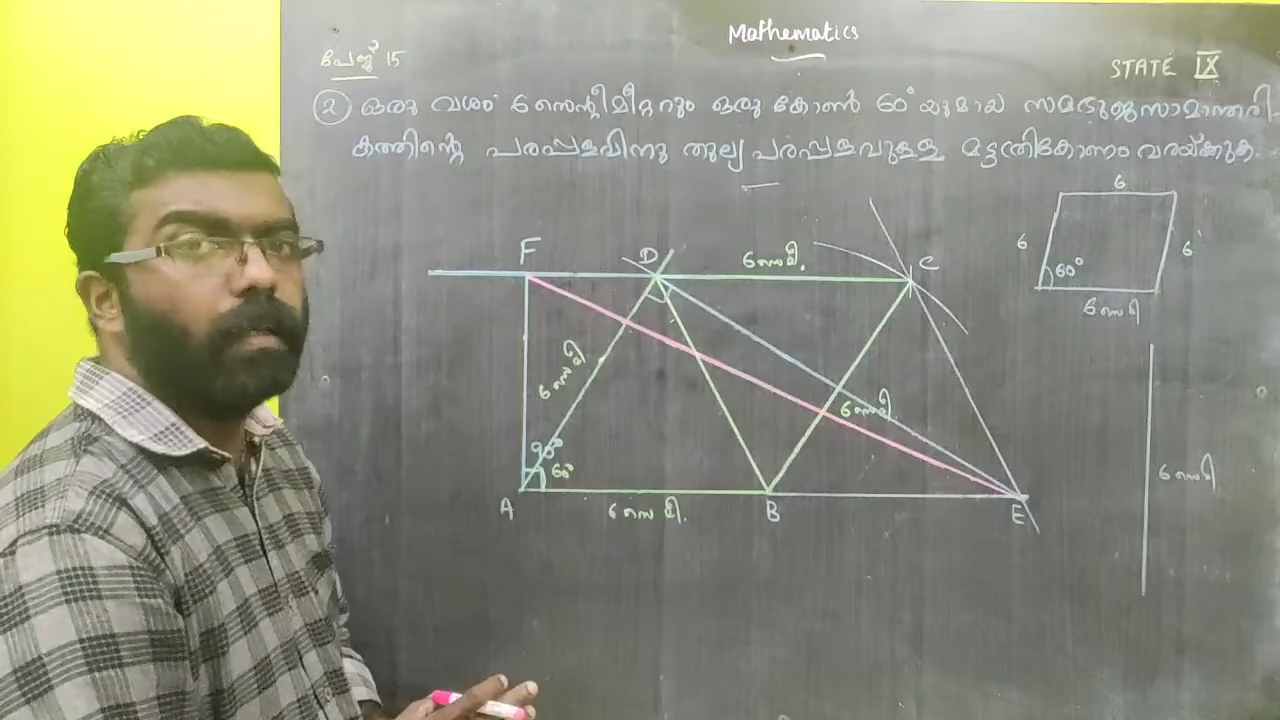 Mathematics
പേജ് 15
STATE IX
② ഒരു വശം 6 സെന്റീമീറ്ററും ഒരു കോൺ 60° യുമായ സമഭുജസാമാന്തരി
കത്തിന്റെ പരപ്പളവിനു തുല്യ പരപ്പളവുള്ള മട്ടത്രികോണം വരയ്ക്കുക.
6
6
6
60°
6 സെമി
F
D
6 സെമി.
C
6 സെമി
6 സെമി.
90°
60°
6 സെമി
A
6 സെമി.
B
E